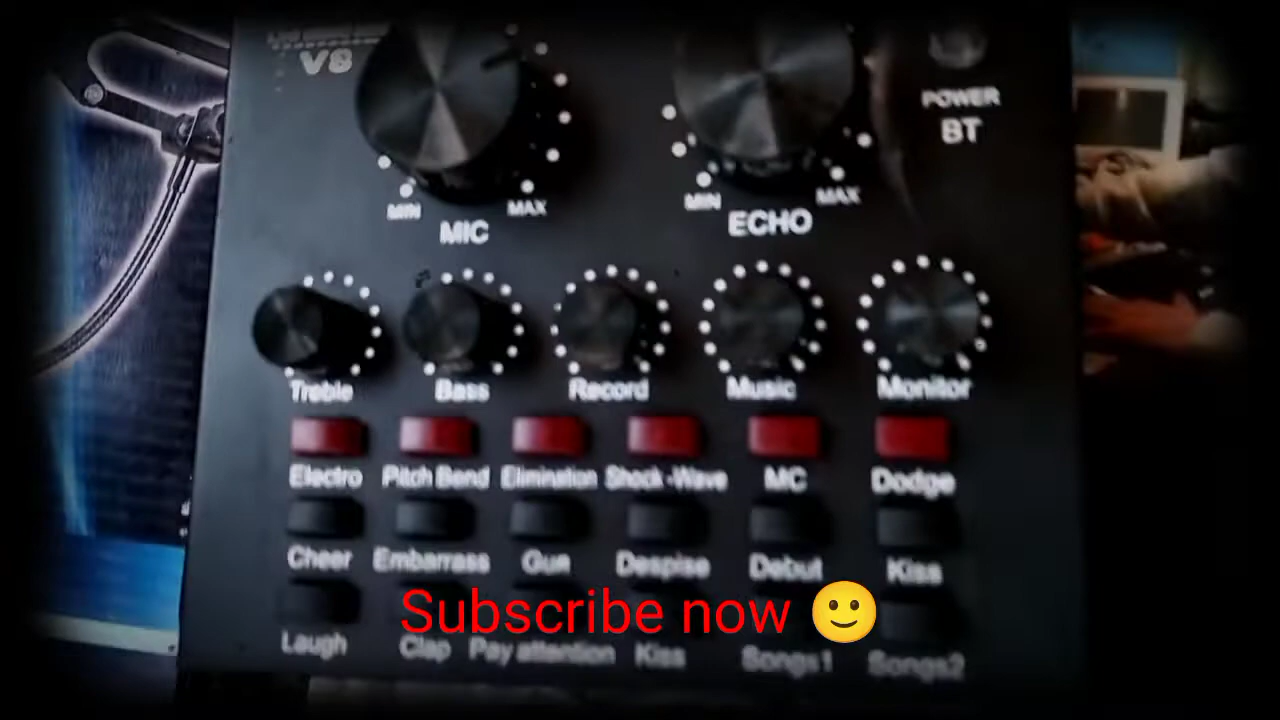 V8
POWER
BT
MIN MAX MIN MAX
MIC ECHO
Treble Bass Record Music Monitor
Electro Pitch Bend Elimination Shock-Wave MC Dodge
Cheer Embarrass Gun Despise Debut Kiss
Subscribe now 🙂
Laugh Clap Pay attention Kiss Songs1 Songs2